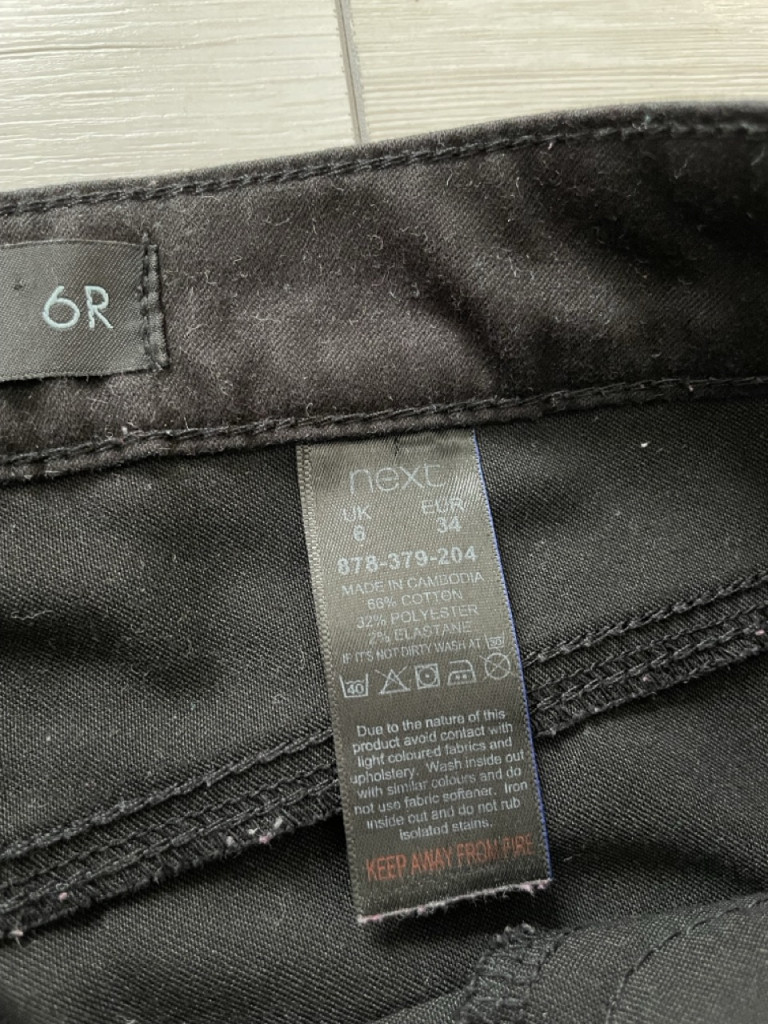 6R
next
UK EUR
6 34
878-379-204
MADE IN CAMBODIA
66% COTTON
32% POLYESTER
2% ELASTANE
IF IT'S NOT DIRTY WASH AT 30
40
Due to the nature of this
product avoid contact with
light coloured fabrics and
upholstery. Wash inside out
with similar colours and do
not use fabric softener. Iron
inside out and do not rub
isolated stains.
KEEP AWAY FROM FIRE